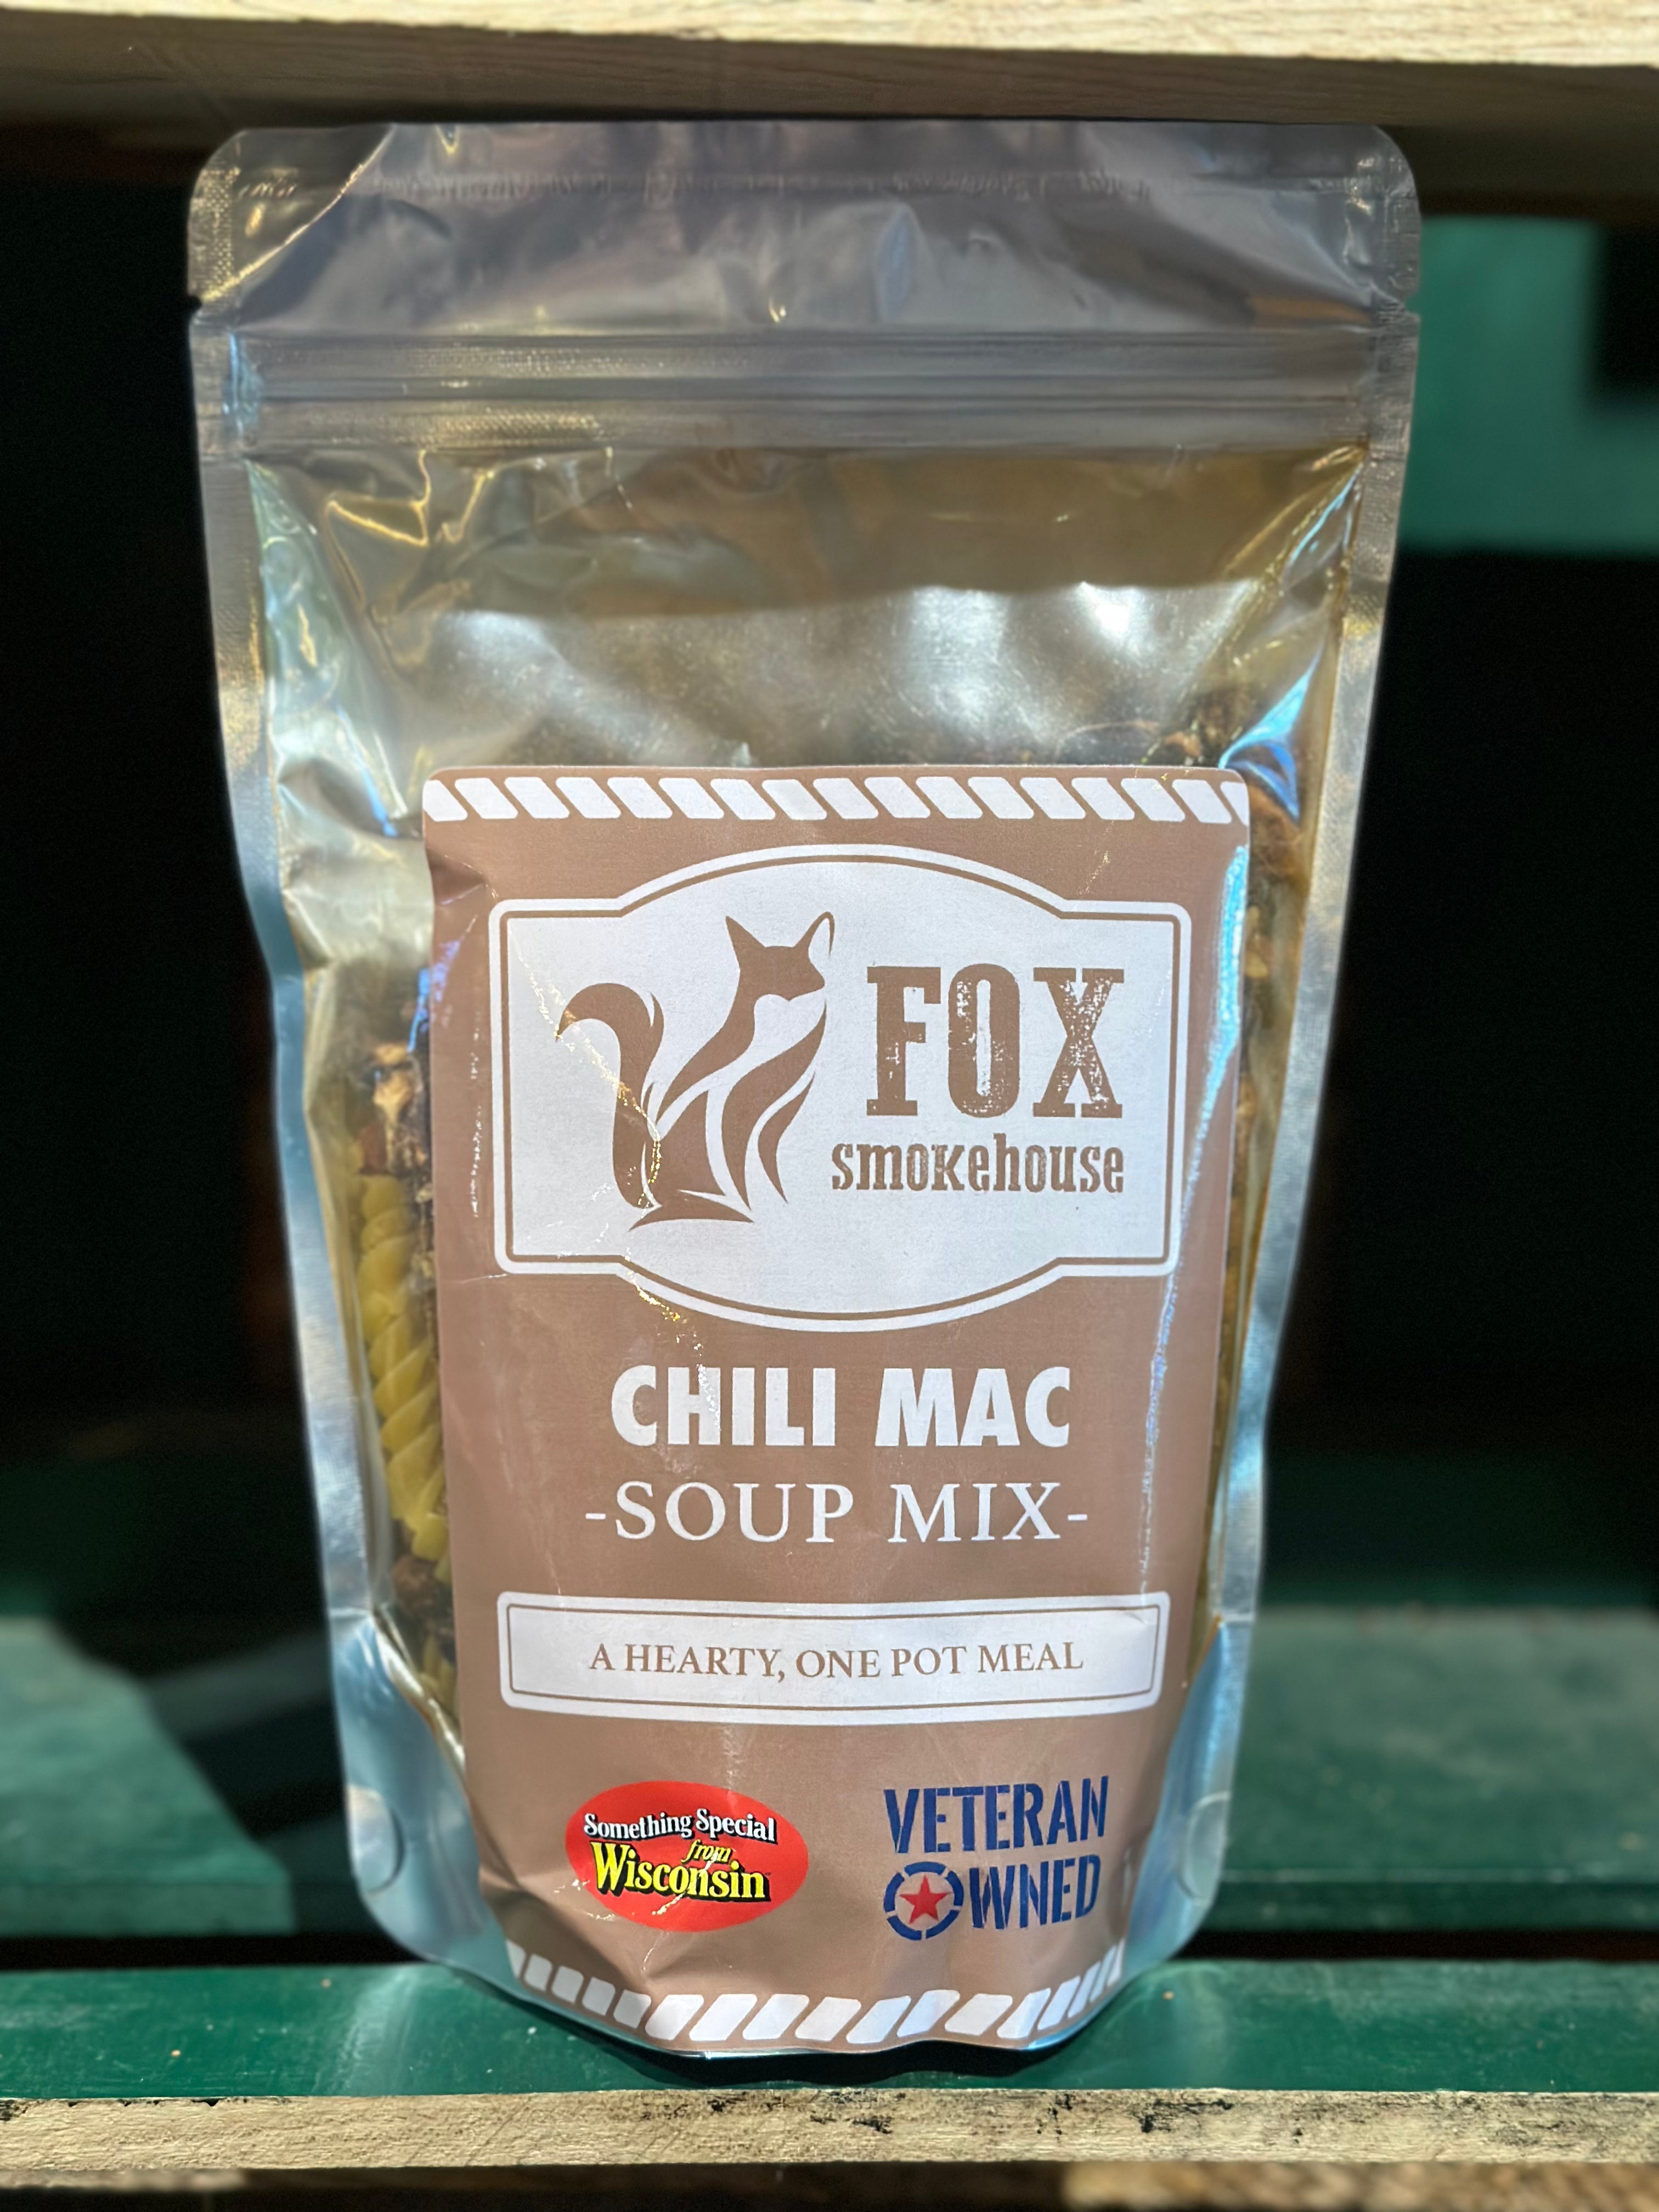 FOX
smokehouse
CHILI MAC
-SOUP MIX-
A HEARTY, ONE POT MEAL
Something Special
from
Wisconsin
VETERAN
OWNED